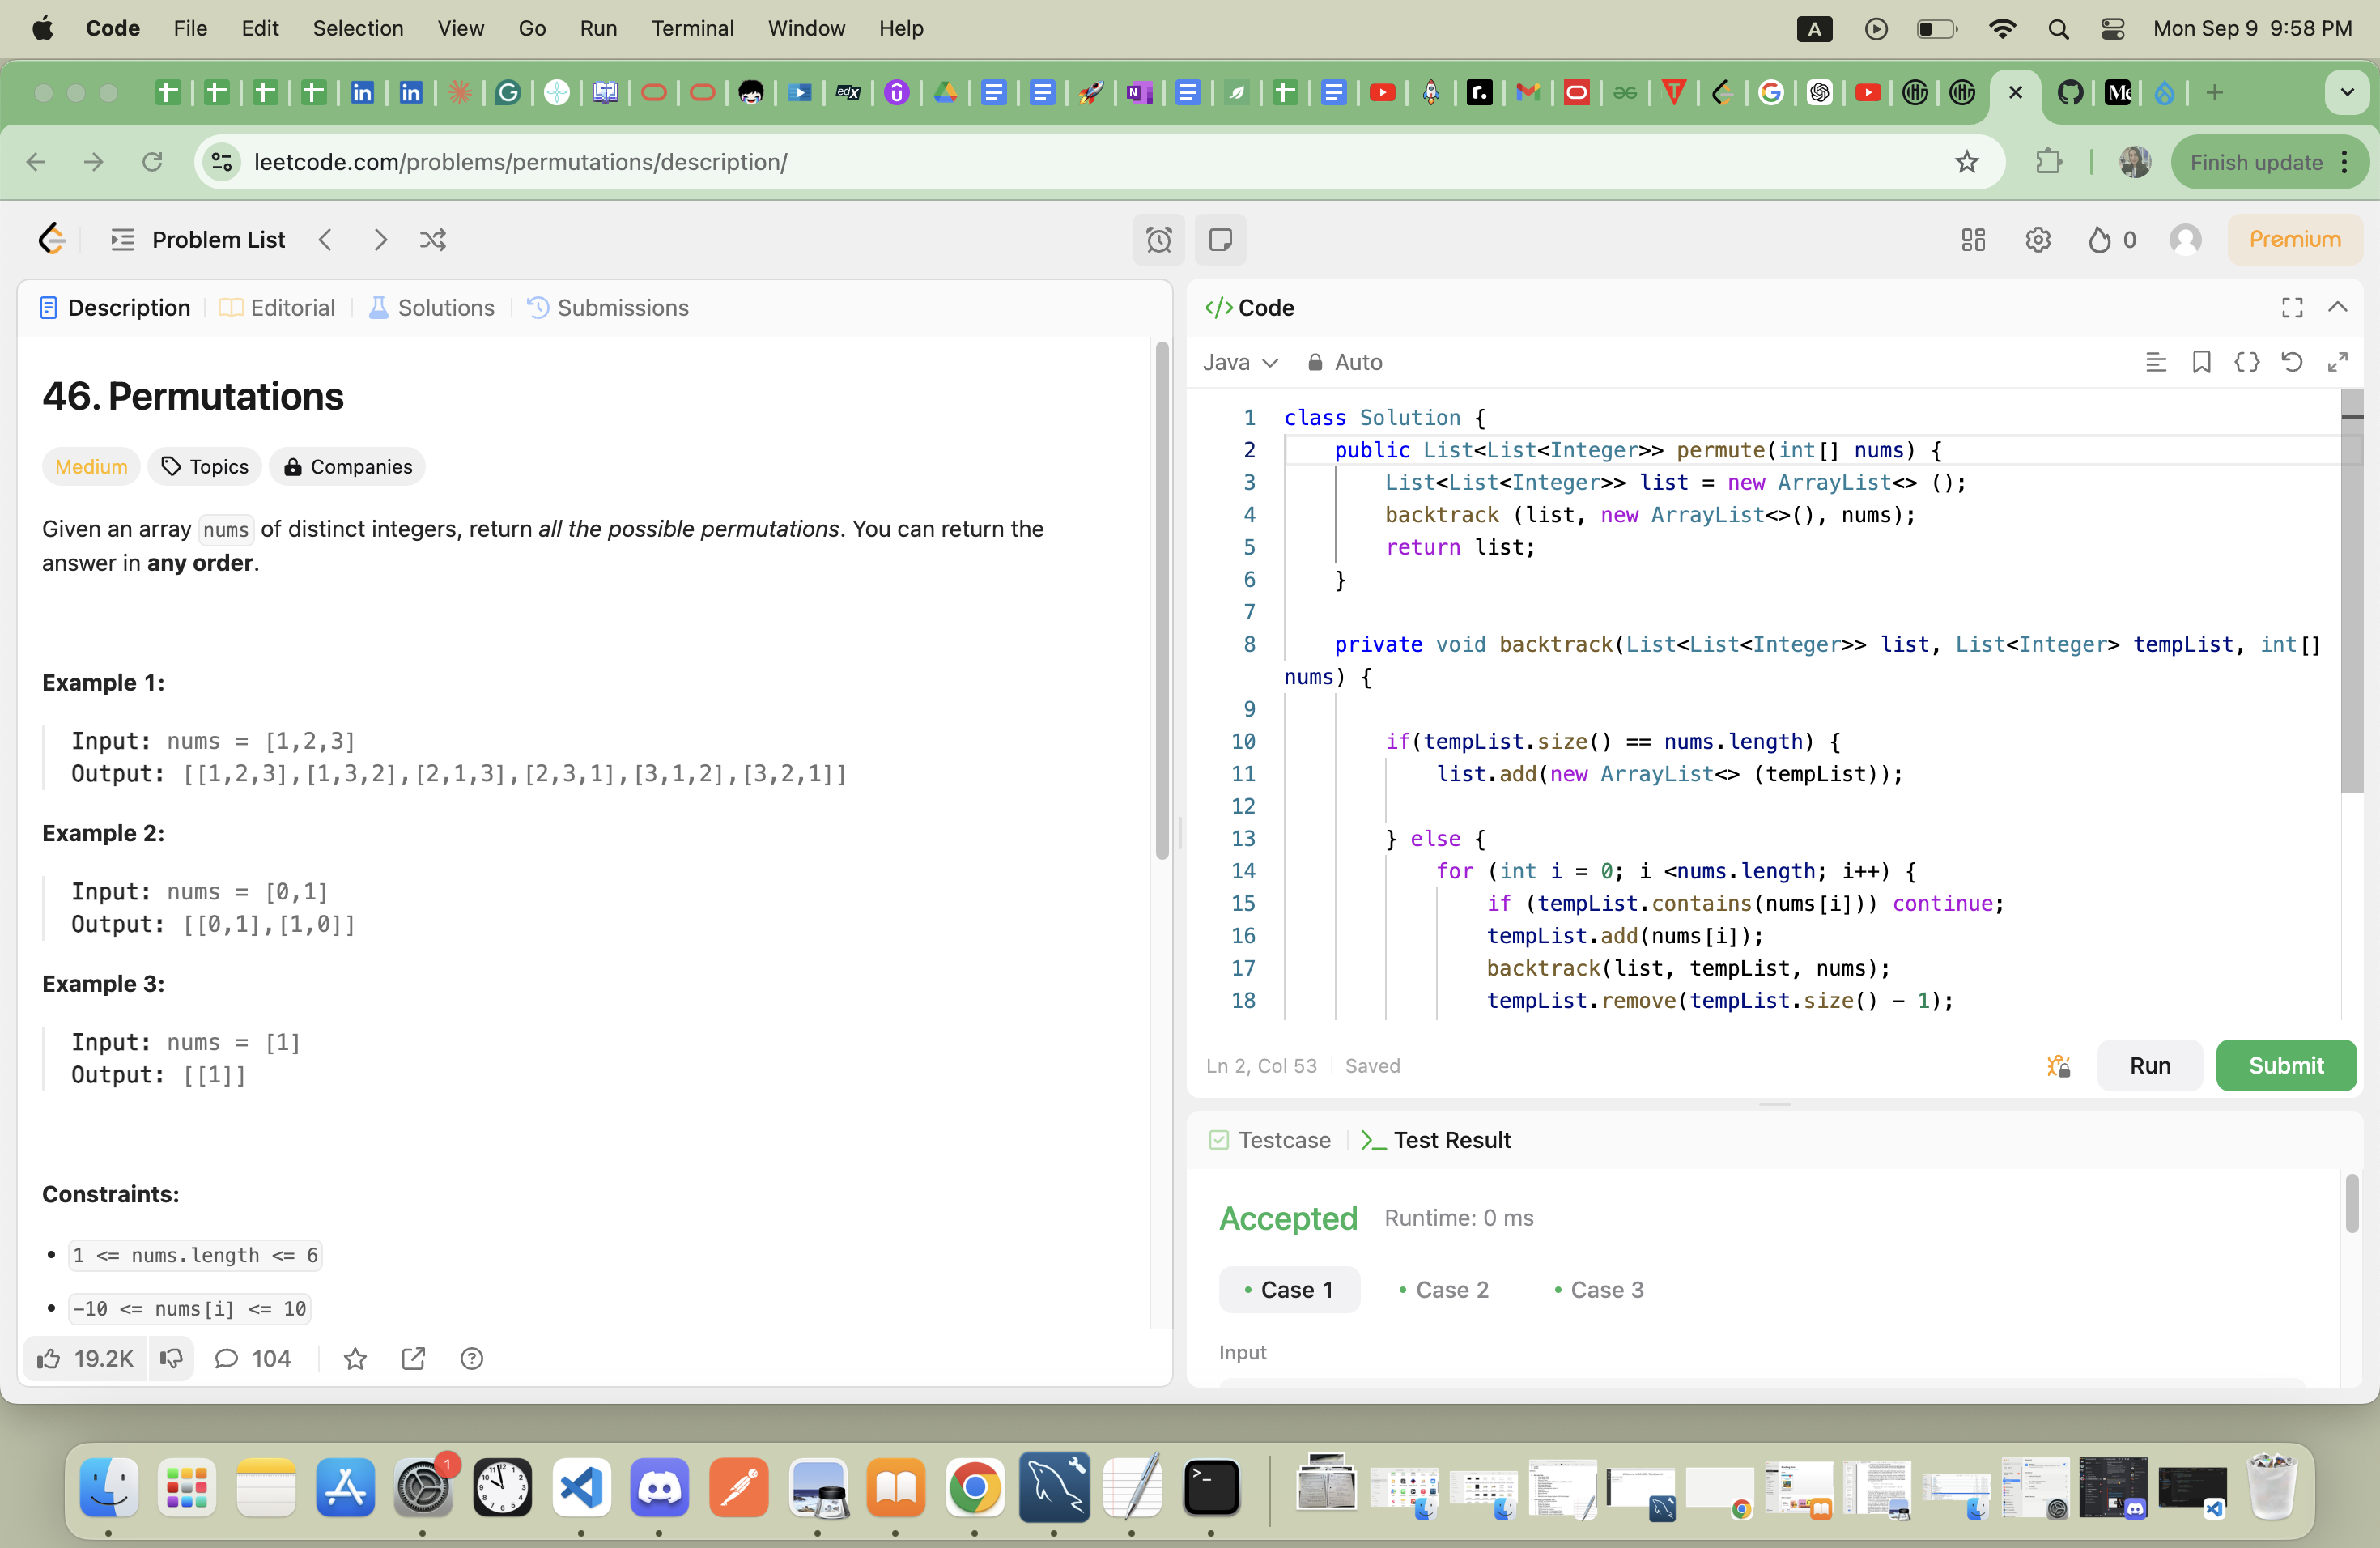 Code File Edit Selection View Go Run Terminal Window Help A Mon Sep 9 9:58 PM
leetcode.com/problems/permutations/description/ Finish update
Problem List 0 Premium
Description Editorial Solutions Submissions
46. Permutations
Medium Topics Companies
Given an array nums of distinct integers, return all the possible permutations. You can return the
answer in any order.
Example 1:
Input: nums = [1,2,3]
Output: [[1,2,3],[1,3,2],[2,1,3],[2,3,1],[3,1,2],[3,2,1]]
Example 2:
Input: nums = [0,1]
Output: [[0,1],[1,0]]
Example 3:
Input: nums = [1]
Output: [[1]]
Constraints:
• 1 <= nums.length <= 6
• -10 <= nums[i] <= 10
19.2K 104
</> Code
Java Auto
1 class Solution {
2 public List<List<Integer>> permute(int[] nums) {
3 List<List<Integer>> list = new ArrayList<> ();
4 backtrack (list, new ArrayList<>(), nums);
5 return list;
6 }
7
8 private void backtrack(List<List<Integer>> list, List<Integer> tempList, int[]
nums) {
9
10 if(tempList.size() == nums.length) {
11 list.add(new ArrayList<> (tempList));
12
13 } else {
14 for (int i = 0; i <nums.length; i++) {
15 if (tempList.contains(nums[i])) continue;
16 tempList.add(nums[i]);
17 backtrack(list, tempList, nums);
18 tempList.remove(tempList.size() - 1);
Ln 2, Col 53 Saved Run Submit
Testcase >_ Test Result
Accepted Runtime: 0 ms
• Case 1 • Case 2 • Case 3
Input
1